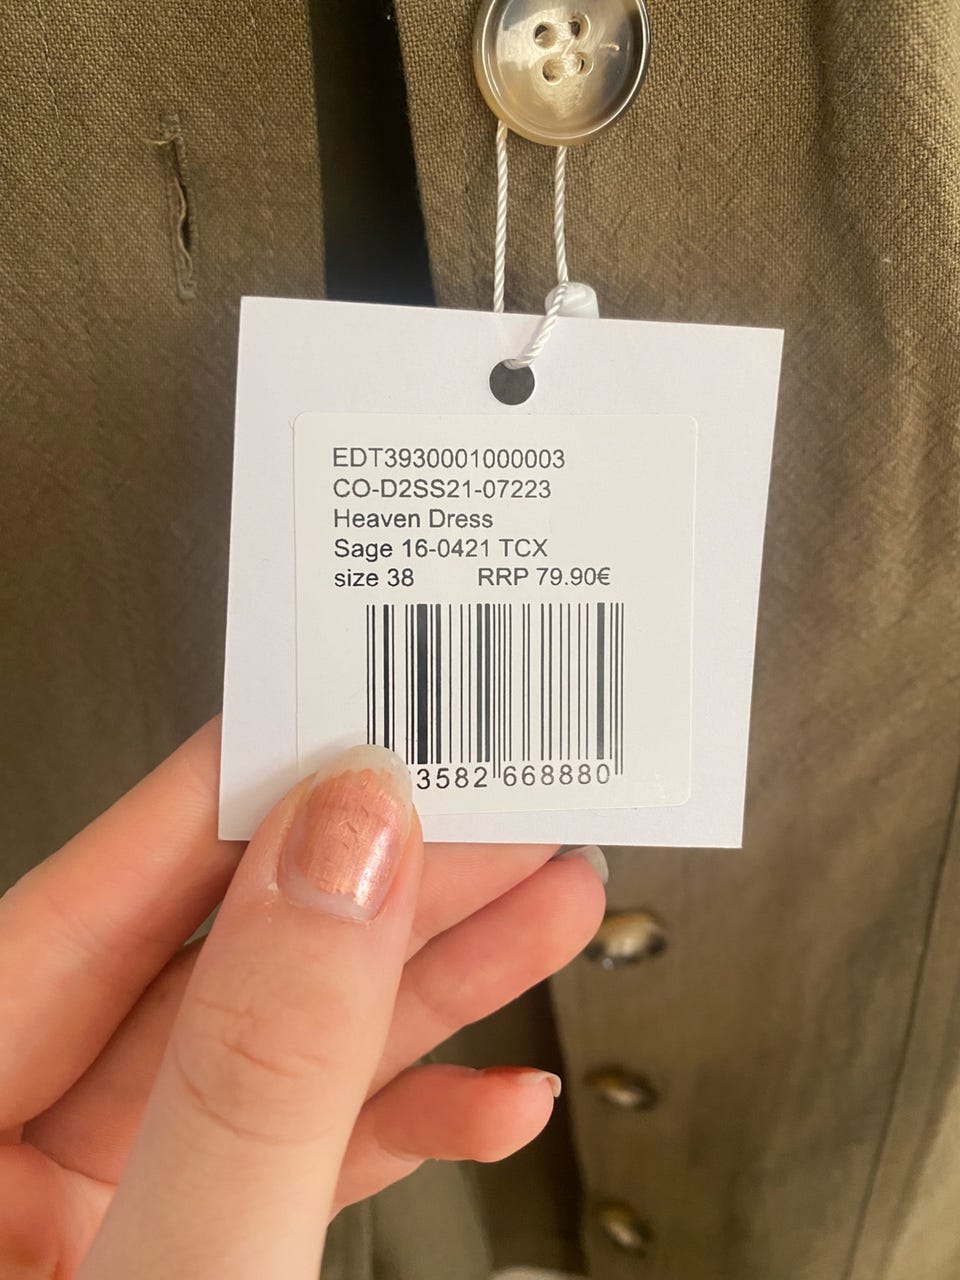 EDT3930001000003
CO-D2SS21-07223
Heaven Dress
Sage 16-0421 TCX
size 38 RRP 79.90€
3582 668880